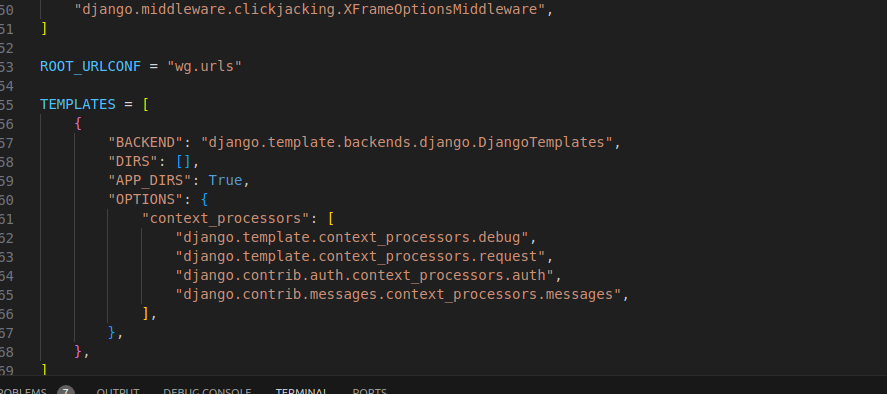 50 "django.middleware.clickjacking.XFrameOptionsMiddleware",
51 ]
52
53 ROOT_URLCONF = "wg.urls"
54
55 TEMPLATES = [
56     {
57         "BACKEND": "django.template.backends.django.DjangoTemplates",
58         "DIRS": [],
59         "APP_DIRS": True,
60         "OPTIONS": {
61             "context_processors": [
62                 "django.template.context_processors.debug",
63                 "django.template.context_processors.request",
64                 "django.contrib.auth.context_processors.auth",
65                 "django.contrib.messages.context_processors.messages",
66             ],
67         },
68     },
69 ]
PROBLEMS 7 OUTPUT DEBUG CONSOLE TERMINAL PORTS